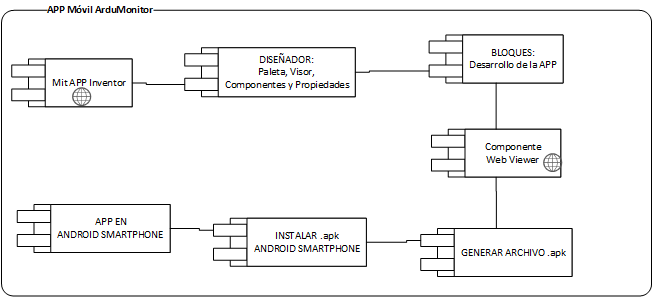 APP Móvil ArduMonitor
Mit APP Inventor
DISEÑADOR:
Paleta, Visor,
Componentes y Propiedades
BLOQUES:
Desarrollo de la APP
Componente
Web Viewer
APP EN
ANDROID SMARTPHONE
INSTALAR .apk
ANDROID SMARTPHONE
GENERAR ARCHIVO .apk